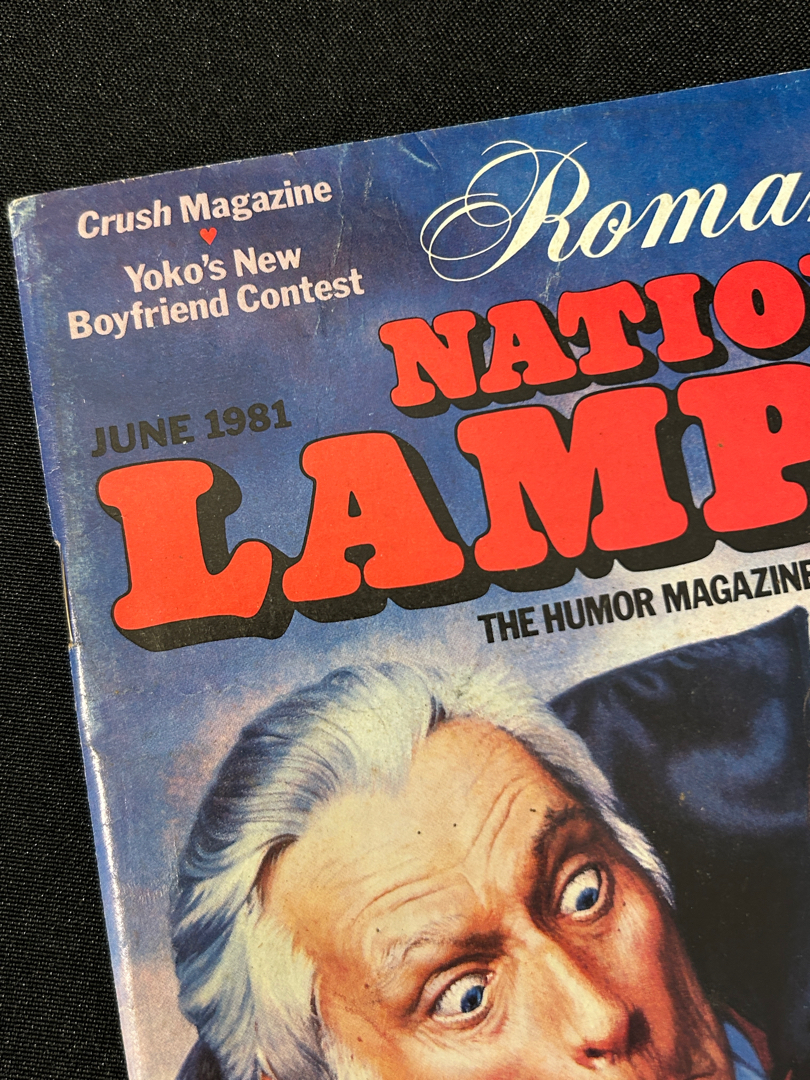 Crush Magazine
Yoko's New
Boyfriend Contest
Roma
NATIO
JUNE 1981
LAMP
THE HUMOR MAGAZINE